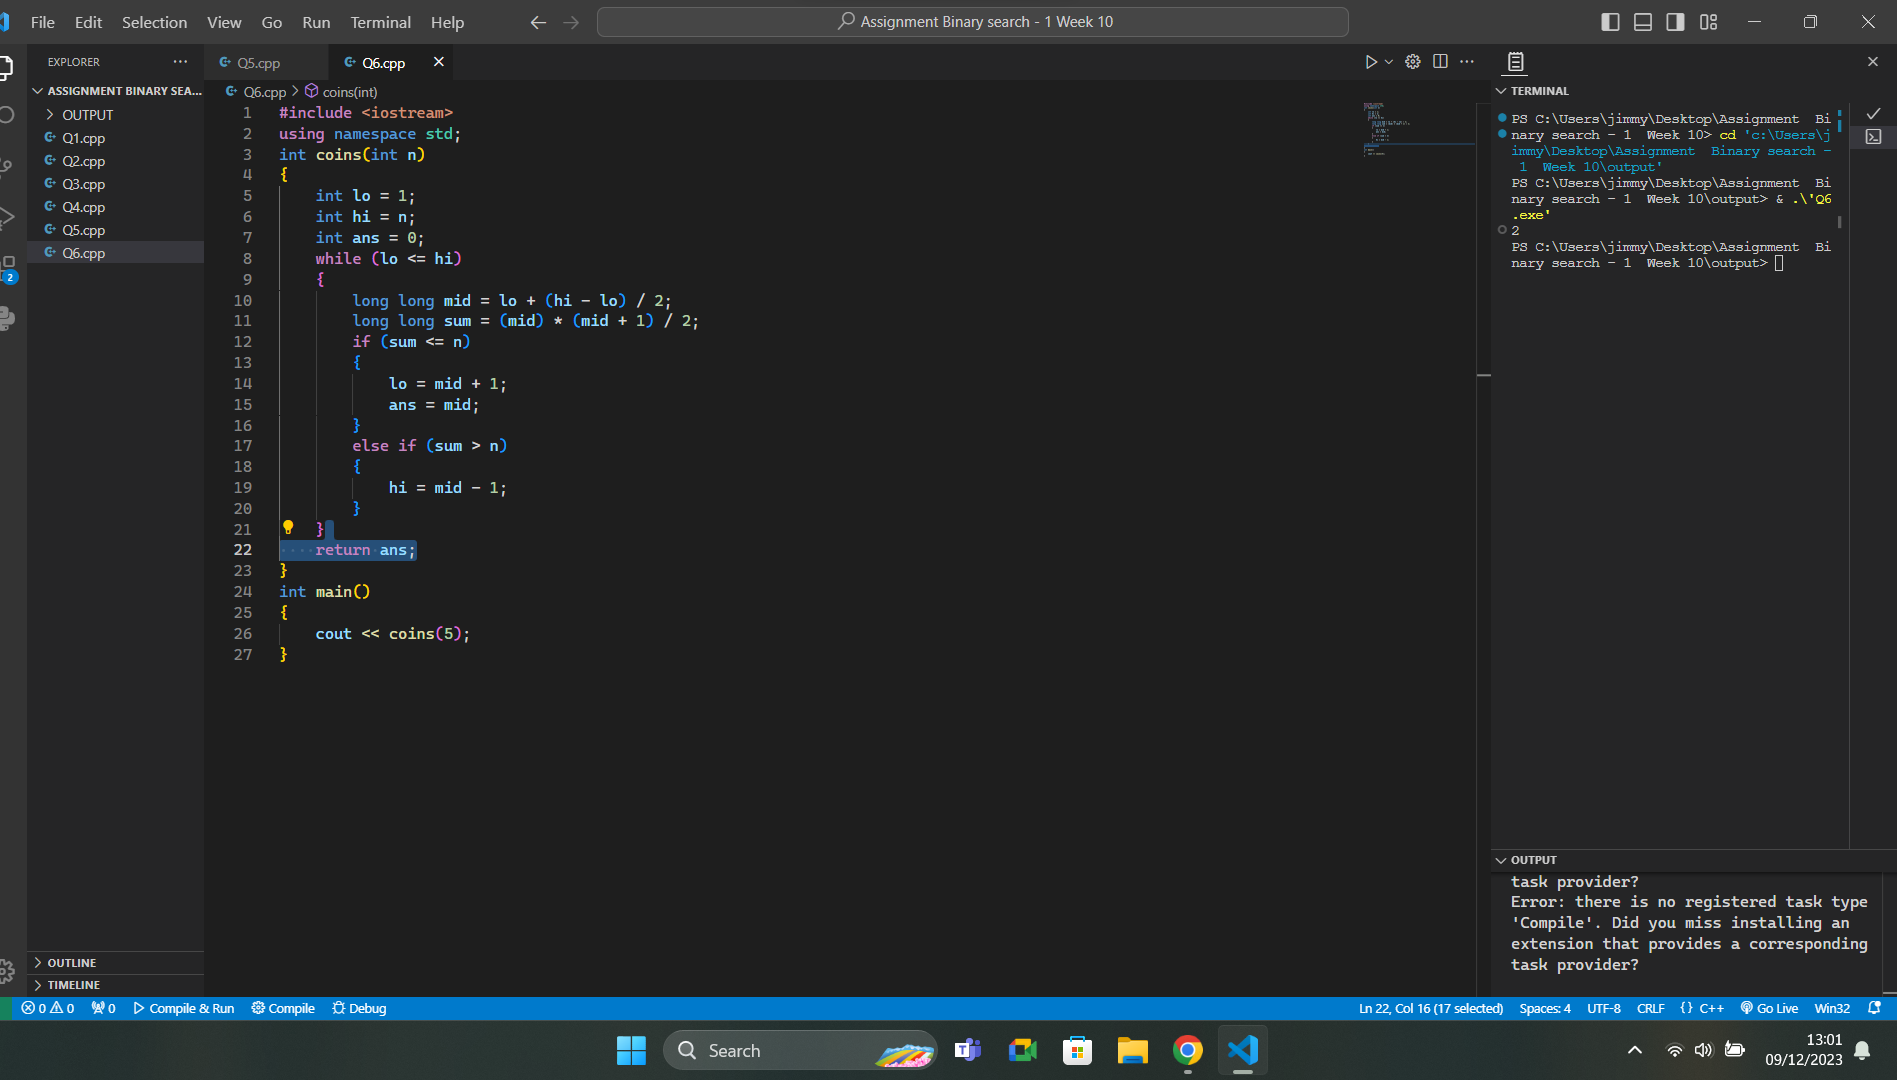 File Edit Selection View Go Run Terminal Help
Assignment Binary search - 1 Week 10
EXPLORER
ASSIGNMENT BINARY SEA...
OUTPUT
Q1.cpp
Q2.cpp
Q3.cpp
Q4.cpp
Q5.cpp
Q6.cpp
OUTLINE
TIMELINE
Q5.cpp Q6.cpp
Q6.cpp > coins(int)
1 #include <iostream>
2 using namespace std;
3 int coins(int n)
4 {
5 int lo = 1;
6 int hi = n;
7 int ans = 0;
8 while (lo <= hi)
9 {
10 long long mid = lo + (hi - lo) / 2;
11 long long sum = (mid) * (mid + 1) / 2;
12 if (sum <= n)
13 {
14 lo = mid + 1;
15 ans = mid;
16 }
17 else if (sum > n)
18 {
19 hi = mid - 1;
20 }
21 }
22 ····return·ans;
23 }
24 int main()
25 {
26 cout << coins(5);
27 }
TERMINAL
PS C:\Users\jimmy\Desktop\Assignment  Bi
nary search - 1  Week 10> cd 'c:\Users\j
immy\Desktop\Assignment  Binary search -
 1  Week 10\output'
PS C:\Users\jimmy\Desktop\Assignment  Bi
nary search - 1  Week 10\output> & .\'Q6
.exe'
2
PS C:\Users\jimmy\Desktop\Assignment  Bi
nary search - 1  Week 10\output>
OUTPUT
task provider?
Error: there is no registered task type
'Compile'. Did you miss installing an
extension that provides a corresponding
task provider?
2
0 0 0 Compile & Run Compile Debug
Ln 22, Col 16 (17 selected) Spaces: 4 UTF-8 CRLF {} C++ Go Live Win32
Search
13:01
09/12/2023